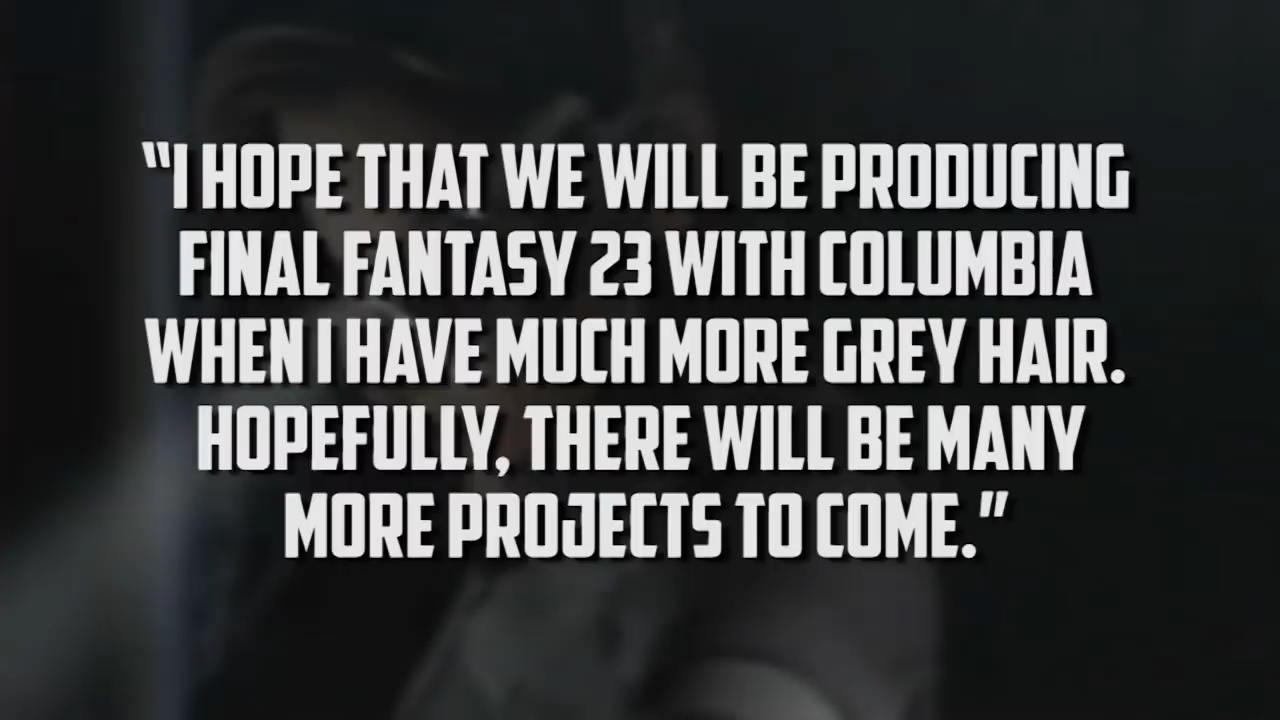 “I HOPE THAT WE WILL BE PRODUCING
FINAL FANTASY 23 WITH COLUMBIA
WHEN I HAVE MUCH MORE GREY HAIR.
HOPEFULLY, THERE WILL BE MANY
MORE PROJECTS TO COME.”